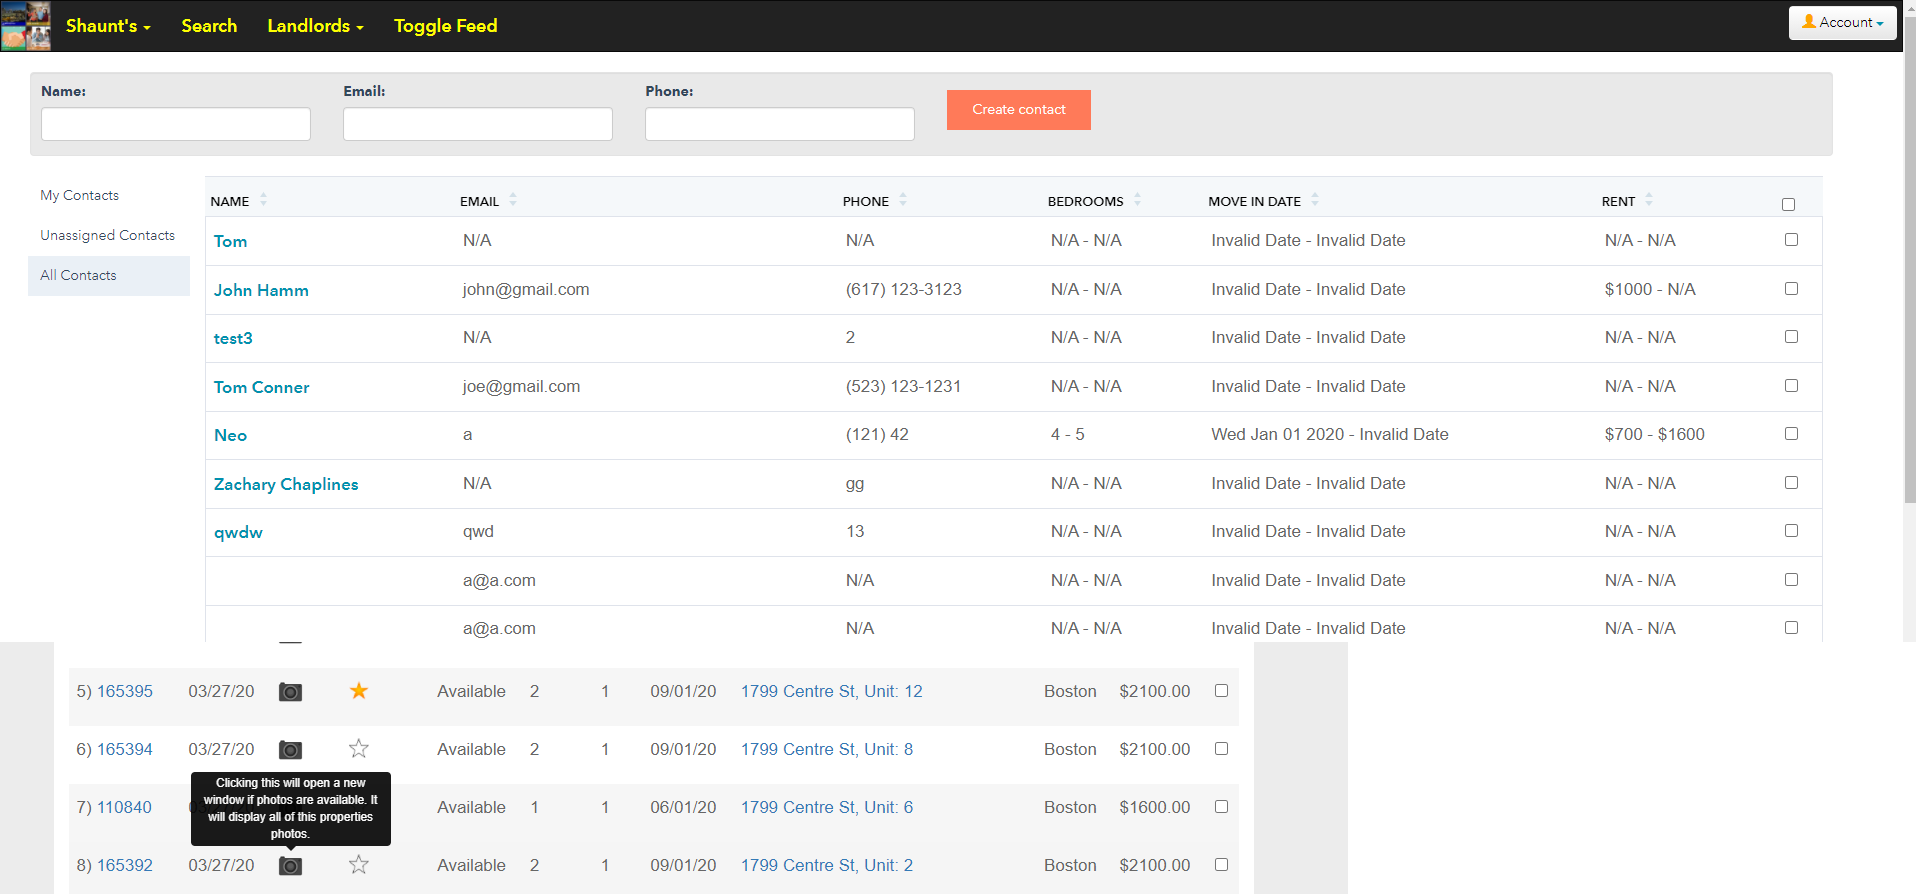 Shaunt's Search Landlords Toggle Feed Account
Name: Email: Phone:
Create contact
My Contacts
Unassigned Contacts
All Contacts
NAME EMAIL PHONE BEDROOMS MOVE IN DATE RENT
Tom N/A N/A N/A - N/A Invalid Date - Invalid Date N/A - N/A
John Hamm john@gmail.com (617) 123-3123 N/A - N/A Invalid Date - Invalid Date $1000 - N/A
test3 N/A 2 N/A - N/A Invalid Date - Invalid Date N/A - N/A
Tom Conner joe@gmail.com (523) 123-1231 N/A - N/A Invalid Date - Invalid Date N/A - N/A
Neo a (121) 42 4 - 5 Wed Jan 01 2020 - Invalid Date $700 - $1600
Zachary Chaplines N/A gg N/A - N/A Invalid Date - Invalid Date N/A - N/A
qwdw qwd 13 N/A - N/A Invalid Date - Invalid Date N/A - N/A
a@a.com N/A N/A - N/A Invalid Date - Invalid Date N/A - N/A
a@a.com N/A N/A - N/A Invalid Date - Invalid Date N/A - N/A
5) 165395 03/27/20 Available 2 1 09/01/20 1799 Centre St, Unit: 12 Boston $2100.00
6) 165394 03/27/20 Available 2 1 09/01/20 1799 Centre St, Unit: 8 Boston $2100.00
Clicking this will open a new
window if photos are available. It
will display all of this properties
photos.
7) 110840 Available 1 1 06/01/20 1799 Centre St, Unit: 6 Boston $1600.00
8) 165392 03/27/20 Available 2 1 09/01/20 1799 Centre St, Unit: 2 Boston $2100.00